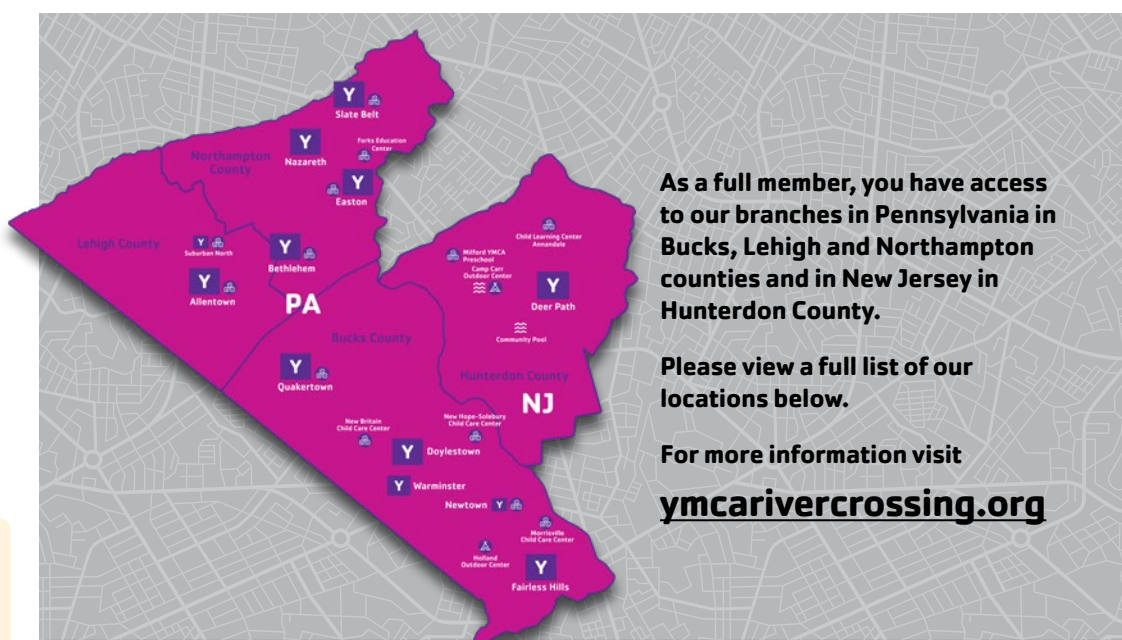 Y
Slate Belt
Y
Nazareth
Forks Education
Center
Northampton
County
Y
Easton
Lehigh County
Y
Suburban North
Y
Bethlehem
Y
Allentown
PA
Child Learning Center
Annandale
Milford YMCA
Preschool
Camp Carr
Outdoor Center
Y
Deer Path
Community Pool
Bucks County
Hunterdon County
NJ
Y
Quakertown
New Britain
Child Care Center
New Hope-Solebury
Child Care Center
Y
Doylestown
Y
Warminster
Newtown
Y
Morrisville
Child Care Center
Holland
Outdoor Center
Y
Fairless Hills
As a full member, you have access
to our branches in Pennsylvania in
Bucks, Lehigh and Northampton
counties and in New Jersey in
Hunterdon County.
Please view a full list of our
locations below.
For more information visit
ymcarivercrossing.org